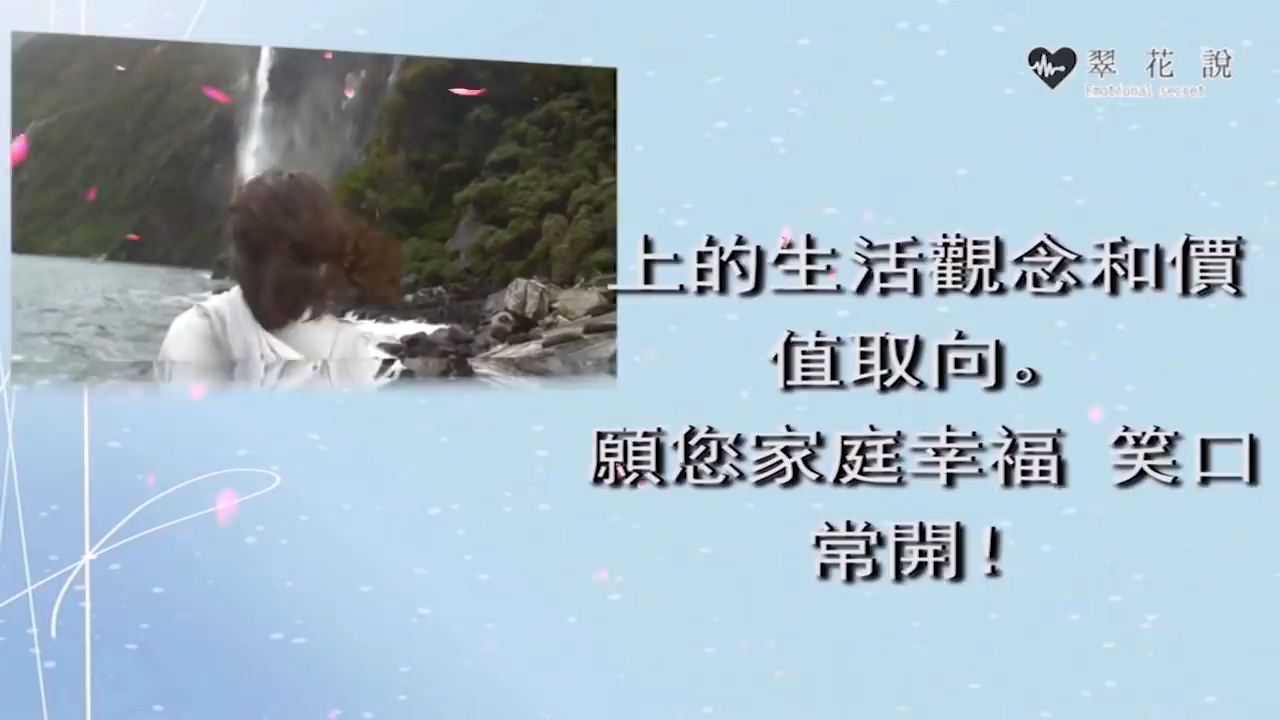 翠花說
Emotional secret
上的生活觀念和價
值取向。
願您家庭幸福 笑口
常開！